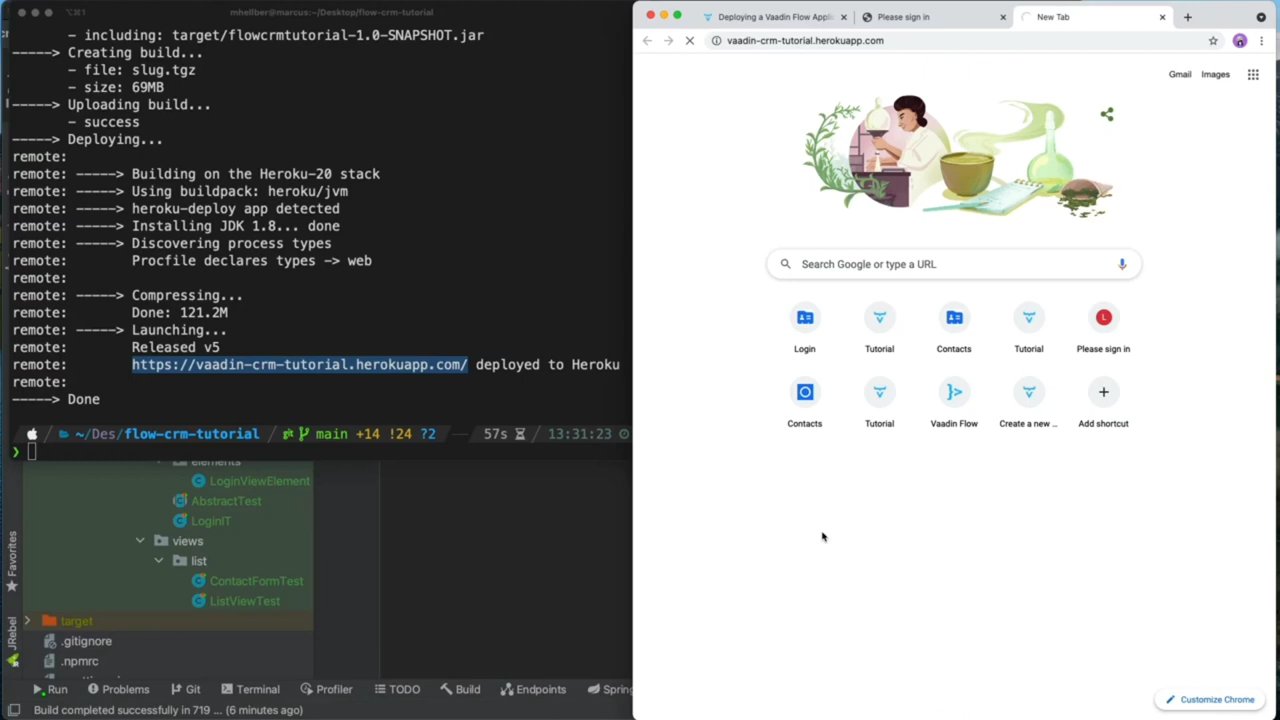 ⌥⌘1
mhellber@marcus:~/Desktop/flow-crm-tutorial
- including: target/flowcrmtutorial-1.0-SNAPSHOT.jar
-----> Creating build...
- file: slug.tgz
- size: 69MB
-----> Uploading build...
- success
-----> Deploying...
remote:
remote: -----> Building on the Heroku-20 stack
remote: -----> Using buildpack: heroku/jvm
remote: -----> heroku-deploy app detected
remote: -----> Installing JDK 1.8... done
remote: -----> Discovering process types
remote: Procfile declares types -> web
remote:
remote: -----> Compressing...
remote: Done: 121.2M
remote: -----> Launching...
remote: Released v5
remote: https://vaadin-crm-tutorial.herokuapp.com/ deployed to Heroku
remote:
-----> Done
~/Des/flow-crm-tutorial main +14 !24 ?2 57s 13:31:23
❯
elements
LoginViewElement
AbstractTest
LoginIT
views
list
ContactFormTest
ListViewTest
target
.gitignore
.npmrc
Favorites
JRebel
Run Problems Git Terminal Profiler TODO Build Endpoints Spring
Build completed successfully in 719 ... (6 minutes ago)
Deploying a Vaadin Flow Appli
Please sign in
New Tab
vaadin-crm-tutorial.herokuapp.com
Gmail Images
Search Google or type a URL
Login Tutorial Contacts Tutorial Please sign in
L
Contacts Tutorial Vaadin Flow Create a new ... Add shortcut
Customize Chrome